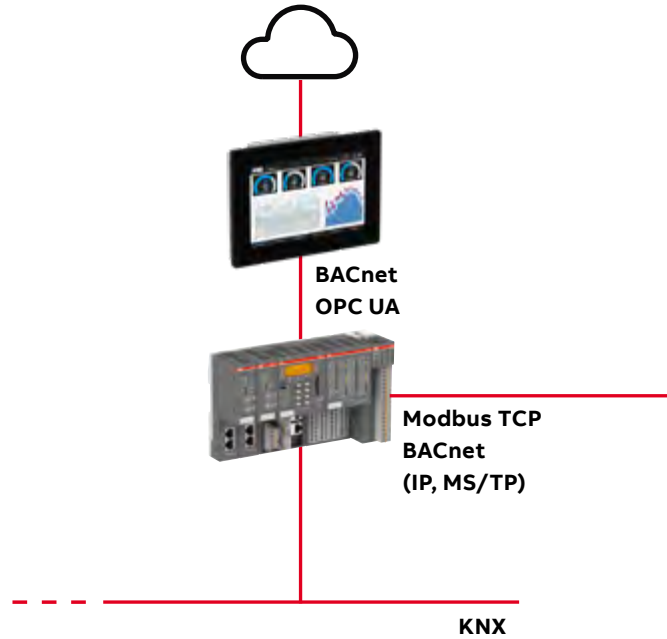 BACnet
OPC UA
Modbus TCP
BACnet
(IP, MS/TP)
KNX